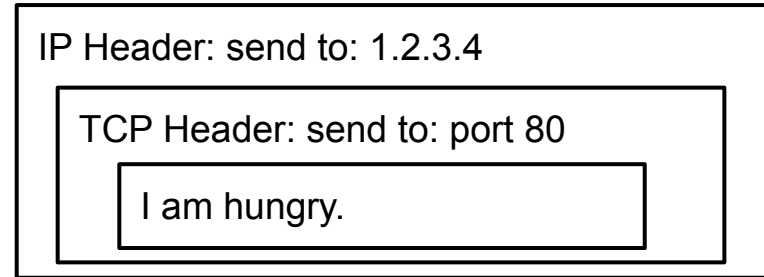 IP Header: send to: 1.2.3.4
TCP Header: send to: port 80
I am hungry.